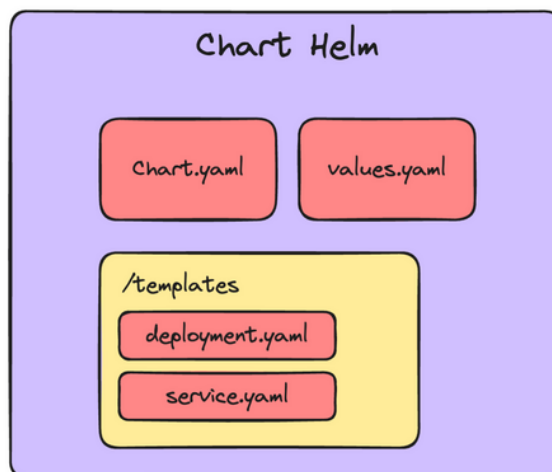 Chart Helm
Chart.yaml
values.yaml
/templates
deployment.yaml
service.yaml